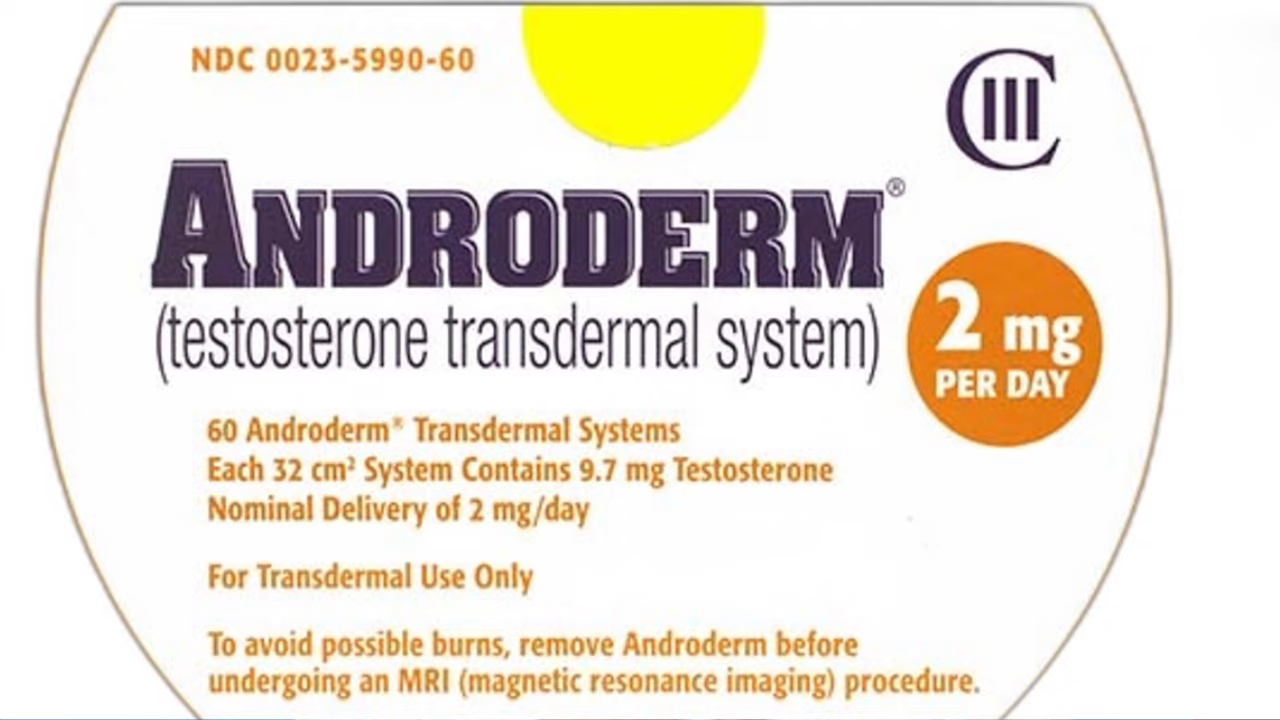 NDC 0023-5990-60
CIII
ANDRODERM®
(testosterone transdermal system)
2 mg
PER DAY
60 Androderm® Transdermal Systems
Each 32 cm² System Contains 9.7 mg Testosterone
Nominal Delivery of 2 mg/day
For Transdermal Use Only
To avoid possible burns, remove Androderm before
undergoing an MRI (magnetic resonance imaging) procedure.